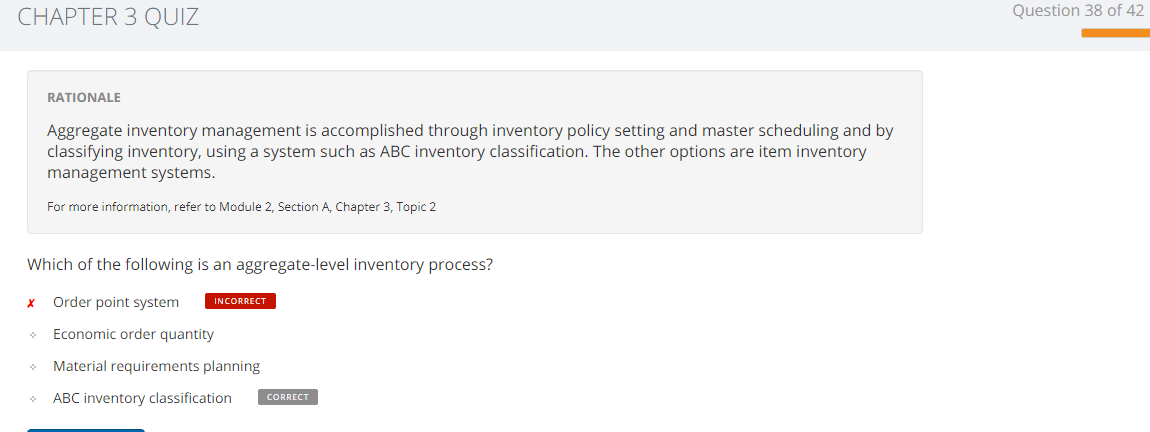 CHAPTER 3 QUIZ
Question 38 of 42
RATIONALE
Aggregate inventory management is accomplished through inventory policy setting and master scheduling and by
classifying inventory, using a system such as ABC inventory classification. The other options are item inventory
management systems.
For more information, refer to Module 2, Section A, Chapter 3, Topic 2
Which of the following is an aggregate-level inventory process?
✗ Order point system INCORRECT
Economic order quantity
Material requirements planning
ABC inventory classification CORRECT